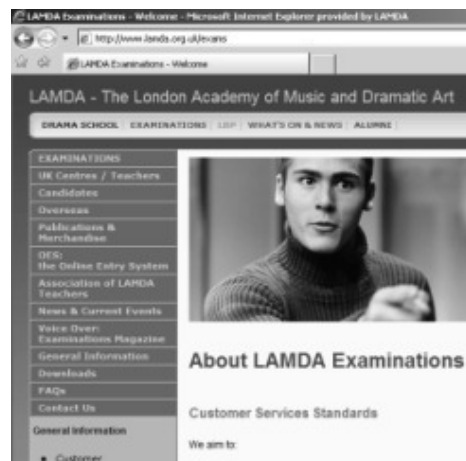 LAMDA Examinations - Welcome - Microsoft Internet Explorer provided by LAMDA
http://www.lamda.org.uk/exams
LAMDA Examinations - Welcome
LAMDA - The London Academy of Music and Dramatic Art
DRAMA SCHOOL EXAMINATIONS LSP WHAT'S ON & NEWS ALUMNI
EXAMINATIONS
UK Centres / Teachers
Candidates
Overseas
Publications &
Merchandise
OES:
the Online Entry System
Association of LAMDA
Teachers
News & Current Events
Voice Over:
Examinations Magazine
General Information
Downloads
FAQs
Contact Us
General Information
Customer
About LAMDA Examinations
Customer Services Standards
We aim to: